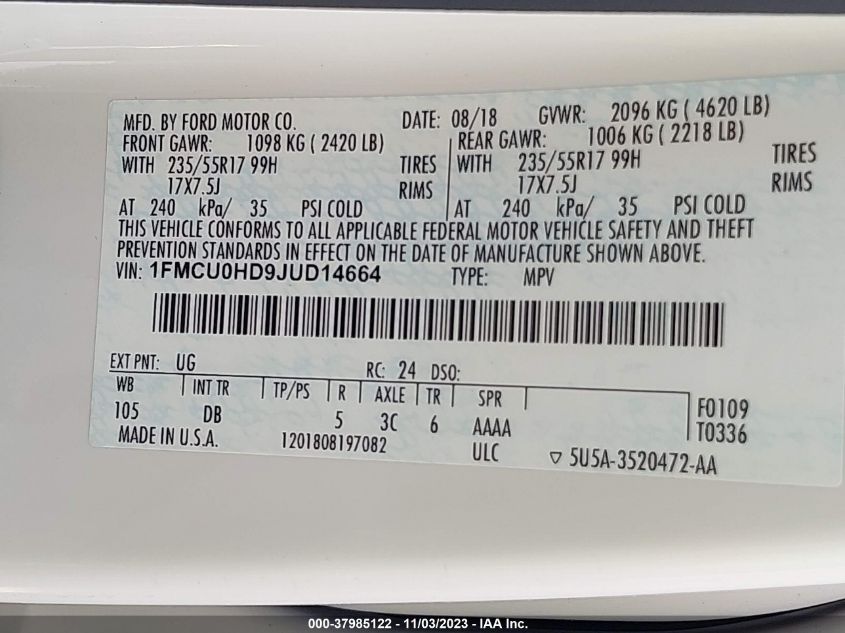 MFD. BY FORD MOTOR CO. DATE: 08/18 GVWR: 2096 KG ( 4620 LB)
FRONT GAWR: 1098 KG ( 2420 LB) REAR GAWR: 1006 KG ( 2218 LB)
WITH 235/55R17 99H TIRES WITH 235/55R17 99H TIRES
17X7.5J RIMS 17X7.5J RIMS
AT 240 kPa/ 35 PSI COLD AT 240 kPa/ 35 PSI COLD
THIS VEHICLE CONFORMS TO ALL APPLICABLE FEDERAL MOTOR VEHICLE SAFETY AND THEFT
PREVENTION STANDARDS IN EFFECT ON THE DATE OF MANUFACTURE SHOWN ABOVE.
VIN: 1FMCU0HD9JUD14664 TYPE: MPV
EXT PNT: UG RC: 24 DSO:
WB INT TR TP/PS R AXLE TR SPR F0109
105 DB 5 3C 6 AAAA T0336
MADE IN U.S.A. 1201808197082 ULC 5U5A-3520472-AA
000-37985122 - 11/03/2023 - IAA Inc.